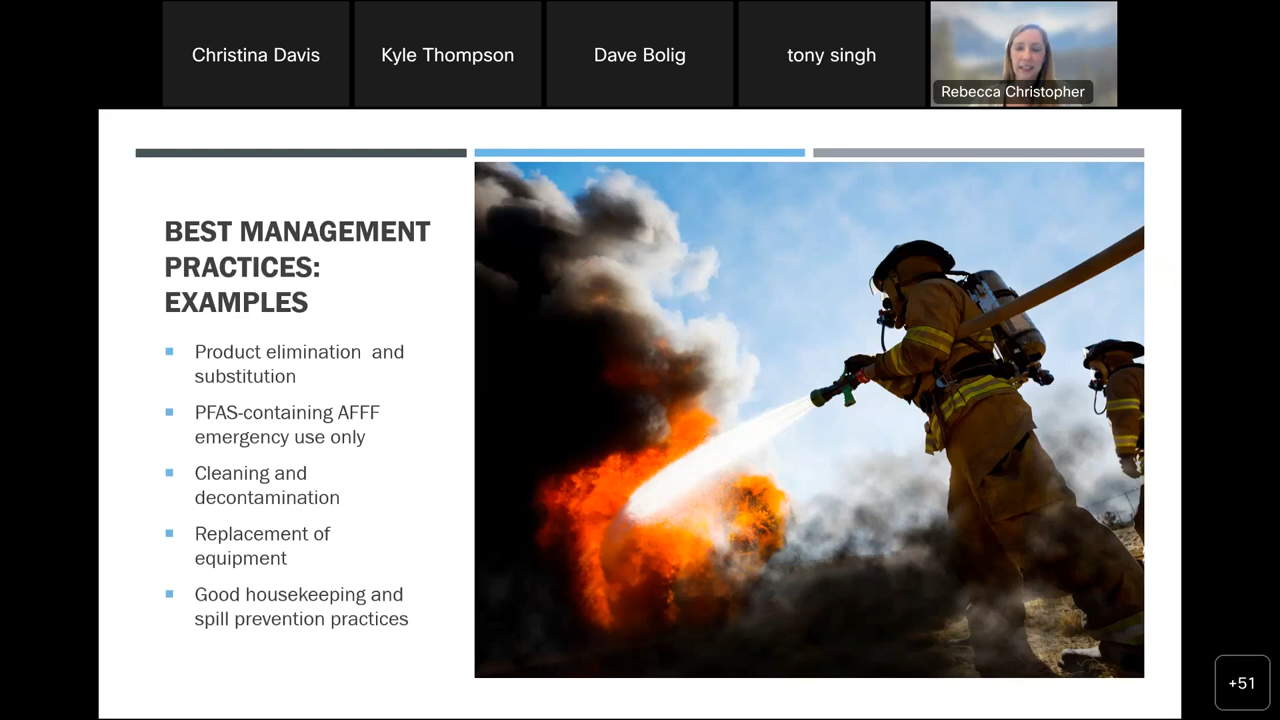 Christina Davis
Kyle Thompson
Dave Bolig
tony singh
Rebecca Christopher
BEST MANAGEMENT
PRACTICES:
EXAMPLES
Product elimination  and
substitution
PFAS-containing AFFF
emergency use only
Cleaning and
decontamination
Replacement of
equipment
Good housekeeping and
spill prevention practices
+51